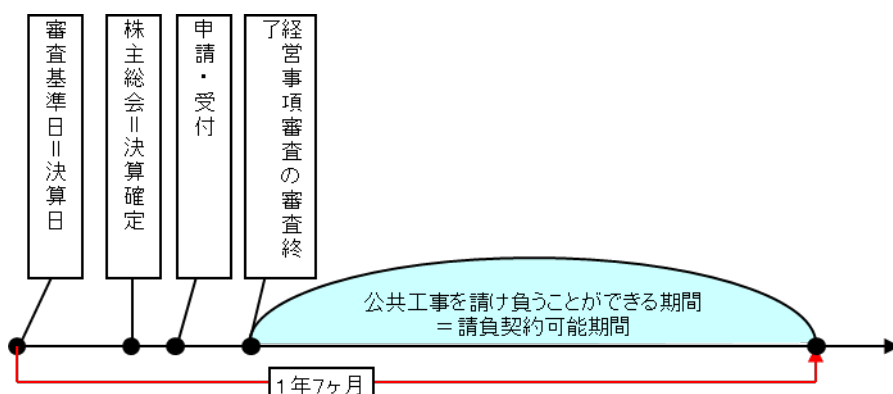 審査基準日＝決算日
株主総会＝決算確定
申請・受付
経営事項審査の審査終
了
公共工事を請け負うことができる期間
＝請負契約可能期間
１年7ヶ月